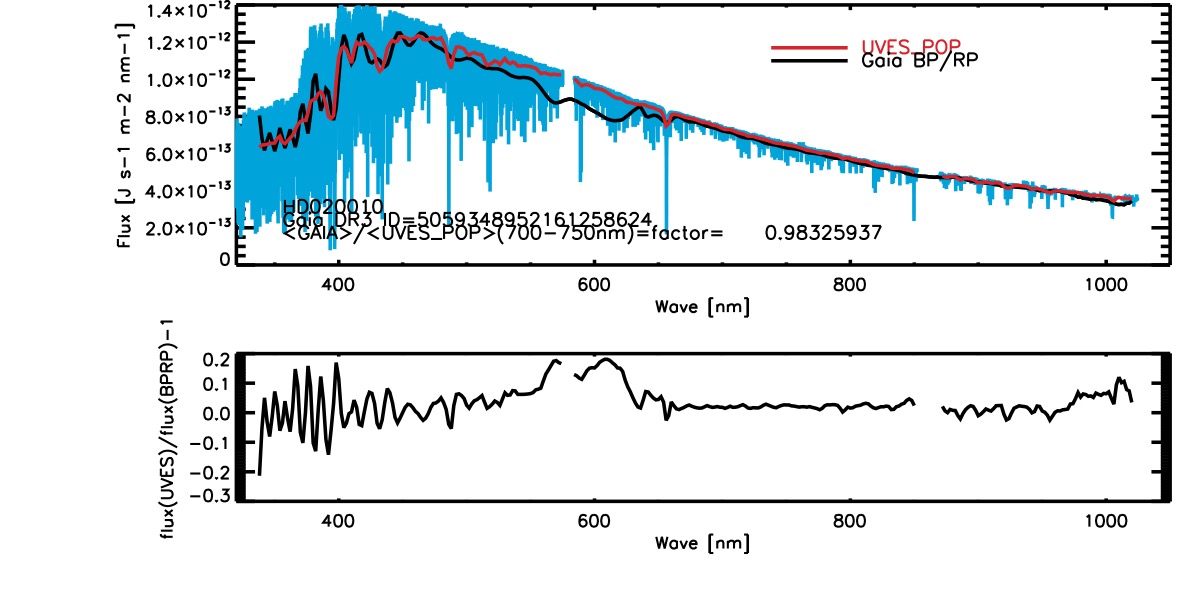 1.4×10−12
1.2×10−12
1.0×10−12
8.0×10−13
6.0×10−13
4.0×10−13
2.0×10−13
0
Flux [J s−1 m−2 nm−1]
UVES_POP
Gaia BP/RP
HD020010
Gaia DR3 ID=5059348952161258624
<GAIA>/<UVES_POP>(700−750nm)=factor= 0.98325937
400 600 800 1000
Wave [nm]
0.2
0.1
0.0
−0.1
−0.2
−0.3
flux(UVES)/flux(BPRP)−1
400 600 800 1000
Wave [nm]